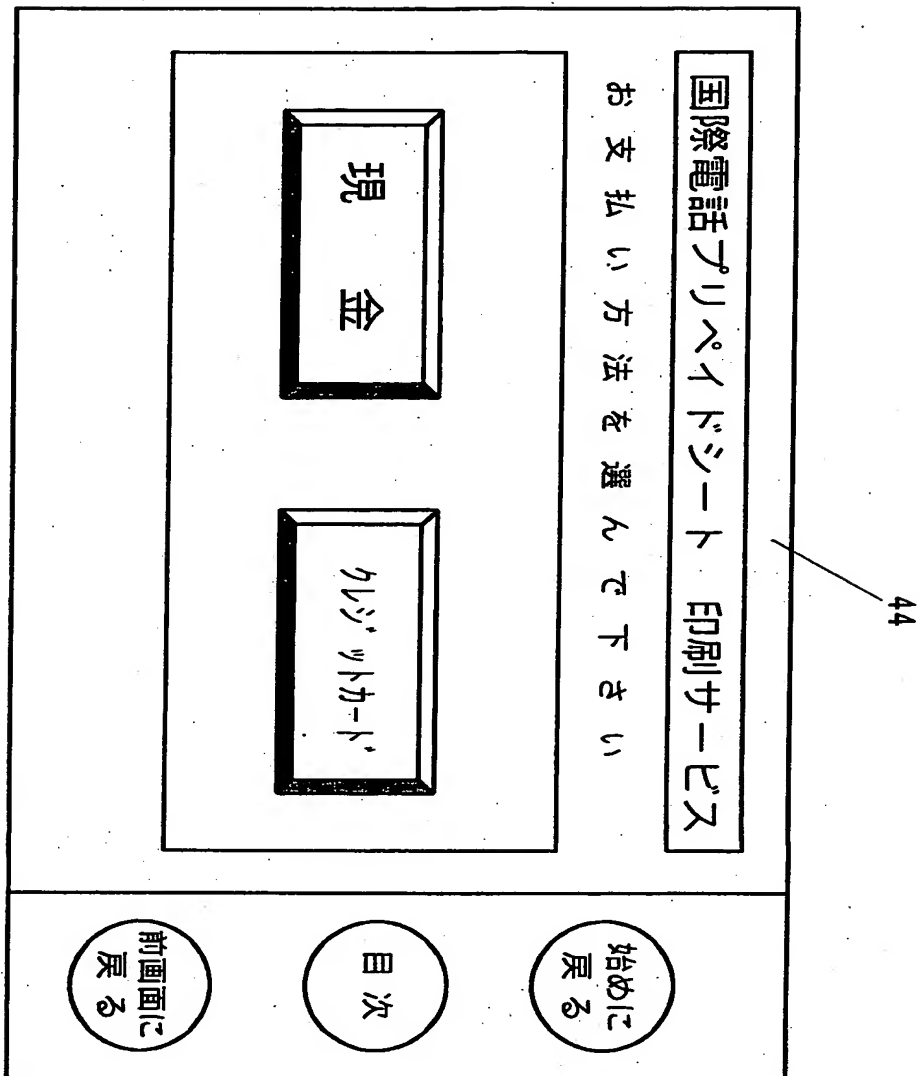 44
国際電話プリペイドシート 印刷サービス
お支払い方法を選んで下さい
現金
クレジットカード
始めに
戻る
目次
前画面に
戻る